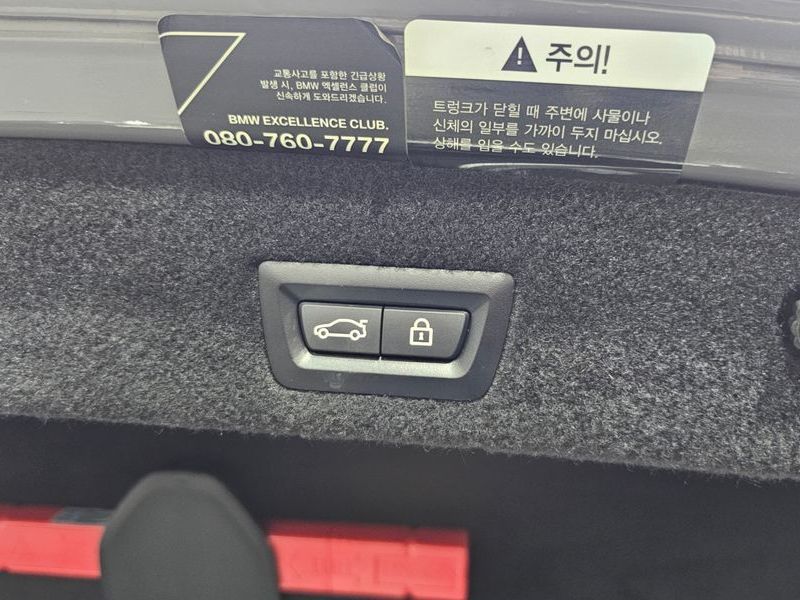 교통사고를 포함한 긴급상황
발생 시, BMW 엑셀런스 클럽이
신속하게 도와드리겠습니다.
BMW EXCELLENCE CLUB.
080-760-7777
주의!
트렁크가 닫힐 때 주변에 사물이나
신체의 일부를 가까이 두지 마십시오.
상해를 입을 수도 있습니다.